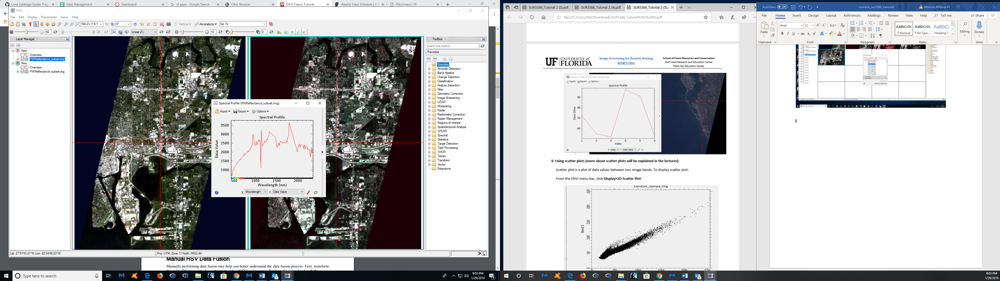 Lone Cabbage Oyster Proje
Data Management
Dashboard
uf apps - Google Search
Citrix Receiver
ENVI Classic Tutorial
Weekly Class Schedule | Cla
RSconnect | UF
ENVI
File Edit Display Placemarks Views Help
164.2% (1.6:1
0°
Vectors
Annotations
Go To
50
20
Linear 2%
10
0
Layer Manager
View
Overview
PWReflectance_subset.img
View
Overview
PWReflectance_subset.img
N
N
Spectral Profile (PWReflectance_subset.img)
Import Export Options
Spectral Profile
3500
3000
2500
2000
1500
1000
Data Value
500 1000 1500 2000
Wavelength (nm)
X: Wavelength Y: Data Value
Toolbox
Search the toolbox
/Favorites
Favorites
Anomaly Detection
Band Algebra
Change Detection
Classification
Feature Extraction
Filter
Geometric Correction
Image Sharpening
LiDAR
Mosaicking
Radar
Radiometric Correction
Raster Management
Regions of Interest
Spatiotemporal Analysis
SPEAR
Spectral
Statistics
Target Detection
Task Processing
THOR
Terrain
Transform
Vector
Extensions
Lat: 27°57'43.21"N, Lon: 82°24'40.53"W
Proj: UTM, Zone 17 North, WGS-84
Manual HSV Data Fusion
Manually performing data fusion may help you better understand the data fusion process. First, transform
Type here to search
9:03 PM
1/29/2019
SUR5386_Tutorial 2 (3).pdf
SUR5386_Tutorial 2 (4).pdf
SUR5386_Tutorial 2 (5).p
file:///C:/Users/Mel/Downloads/SUR5386_Tutorial%202%20(5).pdf
UF UNIVERSITY of FLORIDA
Image Processing for Remote Sensing
SUR5386
School of Forest Resources and Conservation
Gulf Coast Research and Education Center
Plant City Education Center
Spectral Profile ([1] Landsat_tampa.img)
Import Export Options
Spectral Profile
90
80
70
60
Data Value
1 2 3 4 5 6
Index
X: Index Y: Data Value
9. Using scatter plots (more about scatter plots will be explained in the lectures):
Scatter plot is a plot of data values between two image bands. To display scatter plot:
From the ENVI menu bar, click Display>2D Scatter Plot.
Landsat_tampa.img
250
200
150
100
50
0
Band 2
0 50 100 150 200 250
AutoSave Off
moreno_sur5386_tutorial2
Moreno,Melissa M
File Home Insert Design Layout References Mailings Review View Help Tell me
Share
Paste
Clipboard
Arial
12
Font
Paragraph
AaBbCcDc
¶ Normal
AaBbCcDc
¶ No Spac...
AaBbCc
Heading 1
Styles
Editing
Dictate
Voice
8.
9:03 PM
1/29/2019